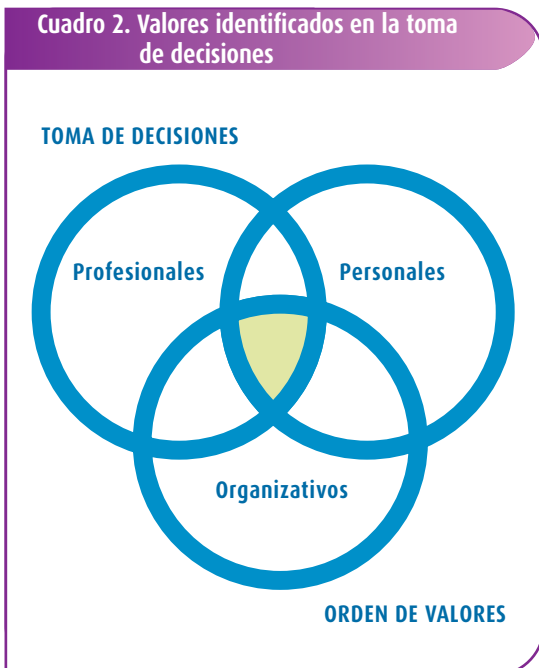 Cuadro 2. Valores identificados en la toma
de decisiones
TOMA DE DECISIONES
Profesionales
Personales
Organizativos
ORDEN DE VALORES